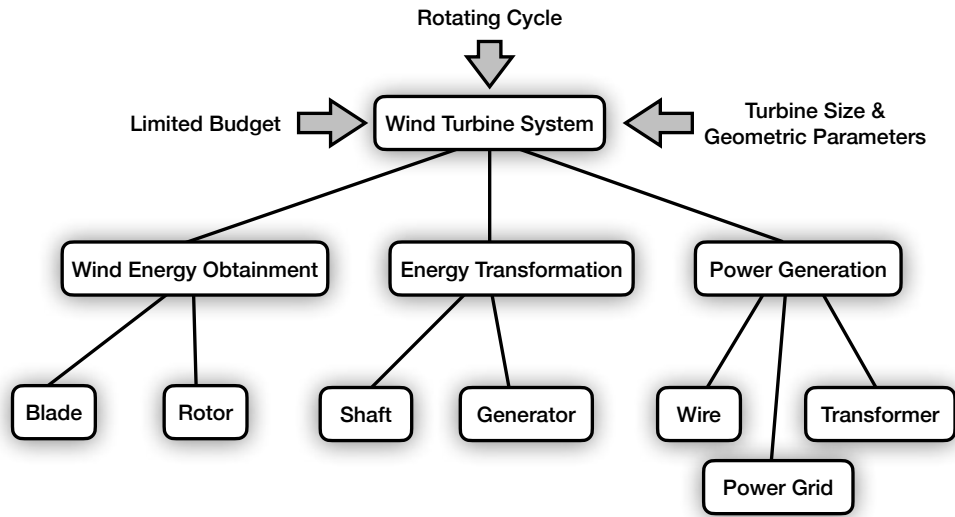 Rotating Cycle
Limited Budget
Wind Turbine System
Turbine Size &
Geometric Parameters
Wind Energy Obtainment
Energy Transformation
Power Generation
Blade
Rotor
Shaft
Generator
Wire
Transformer
Power Grid